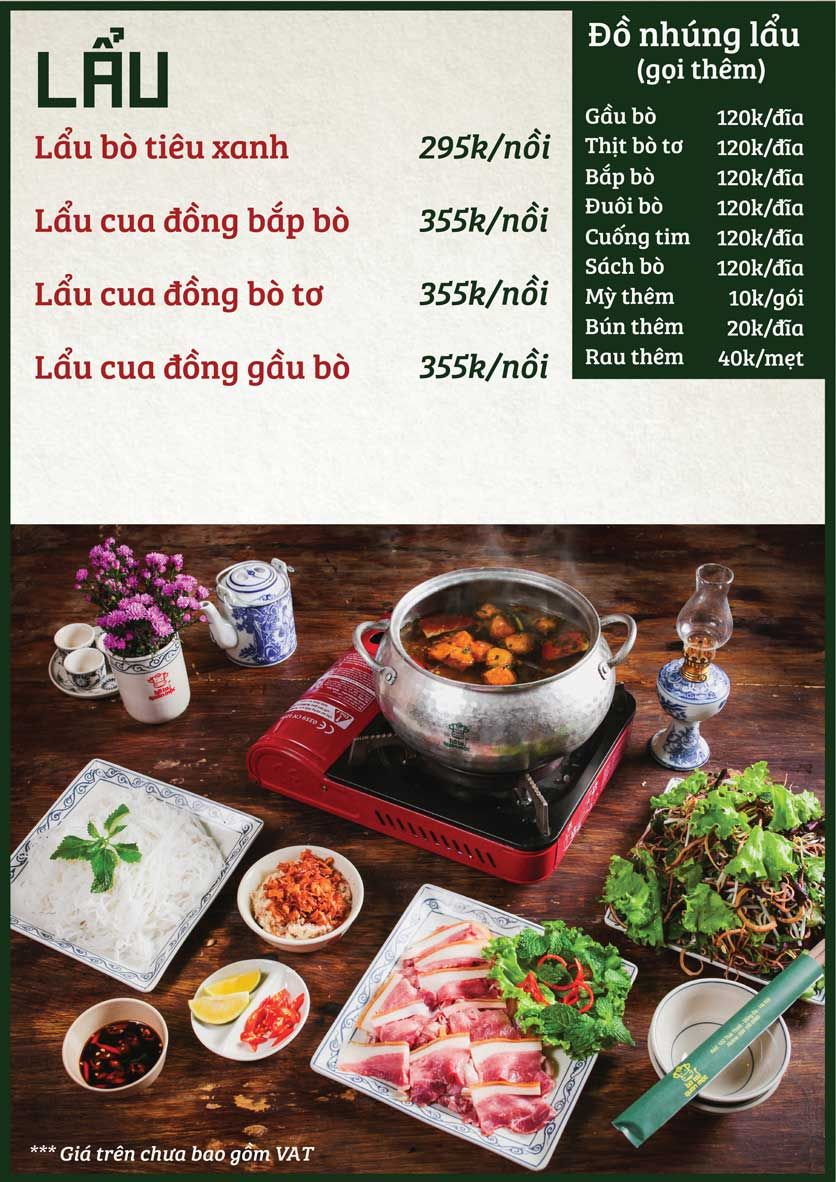 LẨU
Lẩu bò tiêu xanh 295k/nồi
Lẩu cua đồng bắp bò 355k/nồi
Lẩu cua đồng bò tơ 355k/nồi
Lẩu cua đồng gầu bò 355k/nồi
Đồ nhúng lẩu
(gọi thêm)
Gầu bò 120k/đĩa
Thịt bò tơ 120k/đĩa
Bắp bò 120k/đĩa
Đuôi bò 120k/đĩa
Cuống tim 120k/đĩa
Sách bò 120k/đĩa
Mỳ thêm 10k/gói
Bún thêm 20k/đĩa
Rau thêm 40k/mẹt
*** Giá trên chưa bao gồm VAT